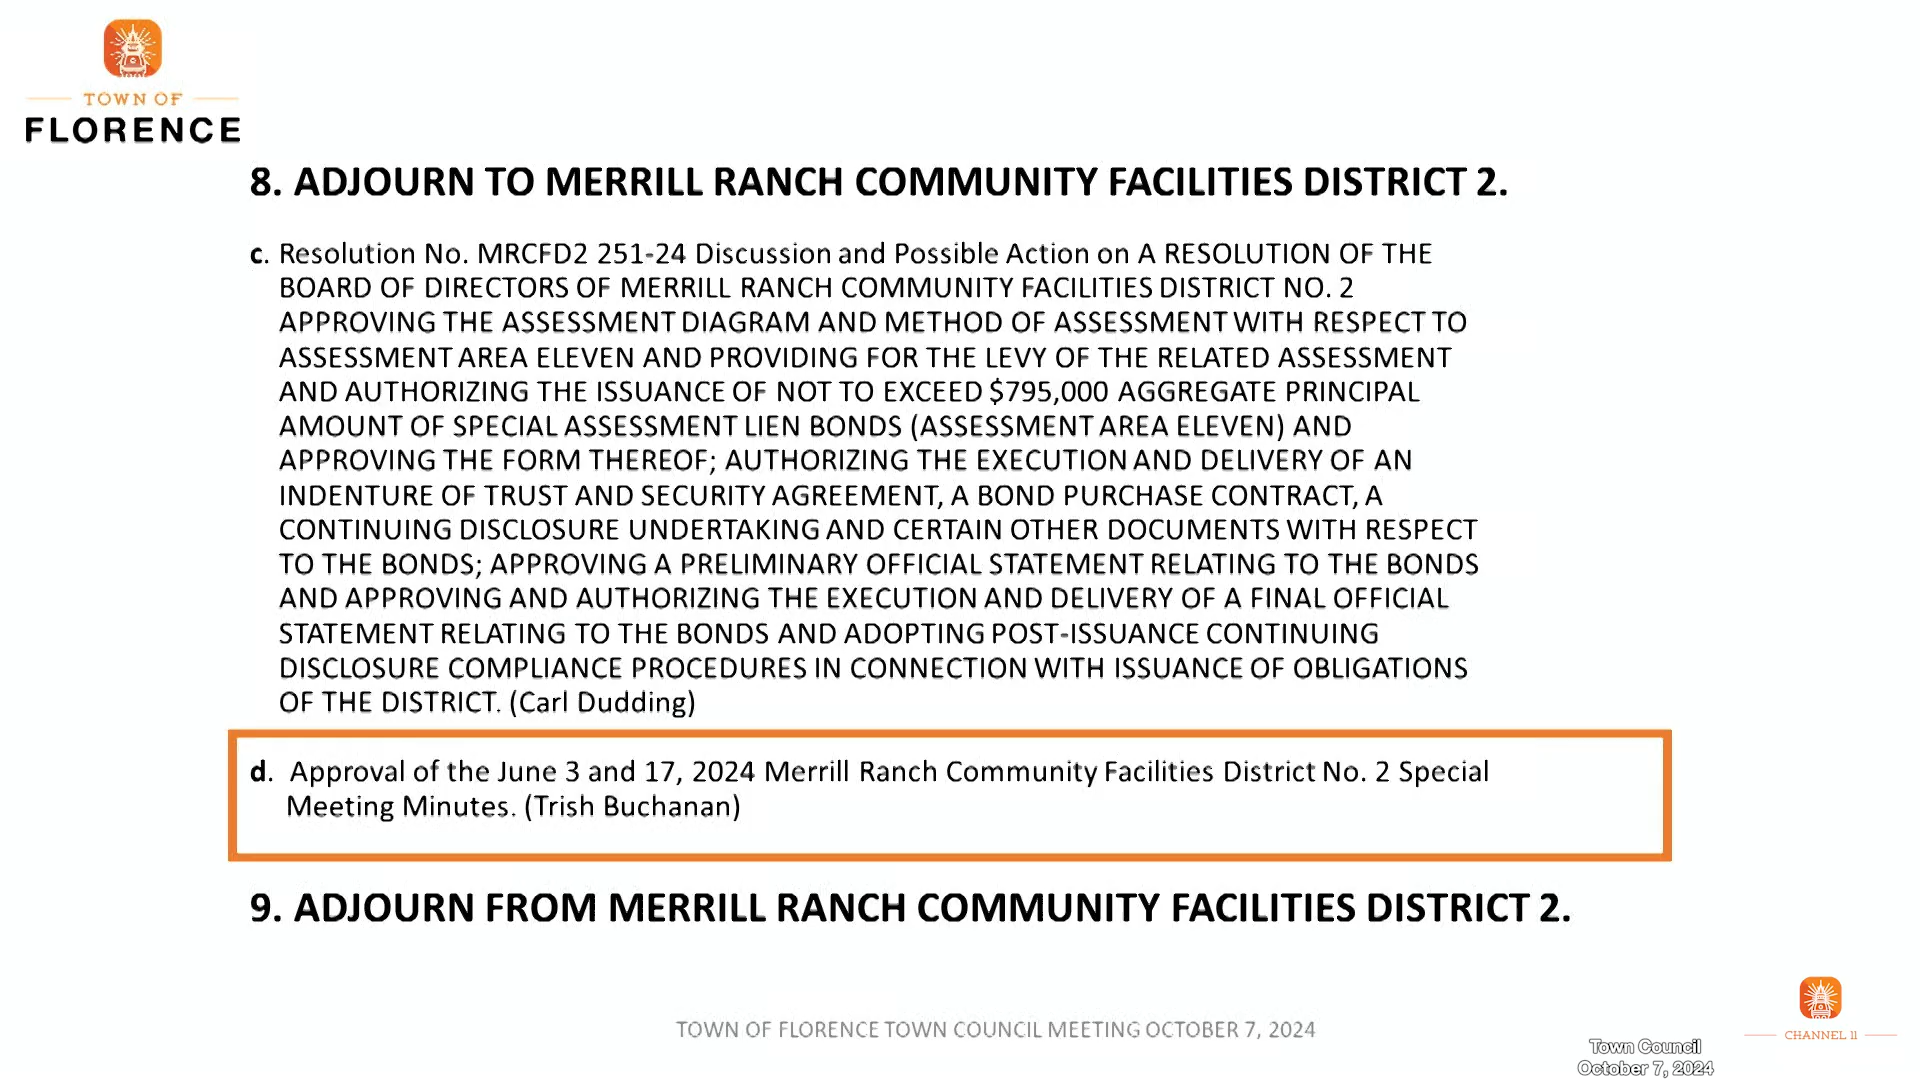 TOWN OF
FLORENCE
8. ADJOURN TO MERRILL RANCH COMMUNITY FACILITIES DISTRICT 2.
c. Resolution No. MRCFD2 251-24 Discussion and Possible Action on A RESOLUTION OF THE
BOARD OF DIRECTORS OF MERRILL RANCH COMMUNITY FACILITIES DISTRICT NO. 2
APPROVING THE ASSESSMENT DIAGRAM AND METHOD OF ASSESSMENT WITH RESPECT TO
ASSESSMENT AREA ELEVEN AND PROVIDING FOR THE LEVY OF THE RELATED ASSESSMENT
AND AUTHORIZING THE ISSUANCE OF NOT TO EXCEED $795,000 AGGREGATE PRINCIPAL
AMOUNT OF SPECIAL ASSESSMENT LIEN BONDS (ASSESSMENT AREA ELEVEN) AND
APPROVING THE FORM THEREOF; AUTHORIZING THE EXECUTION AND DELIVERY OF AN
INDENTURE OF TRUST AND SECURITY AGREEMENT, A BOND PURCHASE CONTRACT, A
CONTINUING DISCLOSURE UNDERTAKING AND CERTAIN OTHER DOCUMENTS WITH RESPECT
TO THE BONDS; APPROVING A PRELIMINARY OFFICIAL STATEMENT RELATING TO THE BONDS
AND APPROVING AND AUTHORIZING THE EXECUTION AND DELIVERY OF A FINAL OFFICIAL
STATEMENT RELATING TO THE BONDS AND ADOPTING POST-ISSUANCE CONTINUING
DISCLOSURE COMPLIANCE PROCEDURES IN CONNECTION WITH ISSUANCE OF OBLIGATIONS
OF THE DISTRICT. (Carl Dudding)
d. Approval of the June 3 and 17, 2024 Merrill Ranch Community Facilities District No. 2 Special
Meeting Minutes. (Trish Buchanan)
9. ADJOURN FROM MERRILL RANCH COMMUNITY FACILITIES DISTRICT 2.
TOWN OF FLORENCE TOWN COUNCIL MEETING OCTOBER 7, 2024
CHANNEL 11
Town Council
October 7, 2024